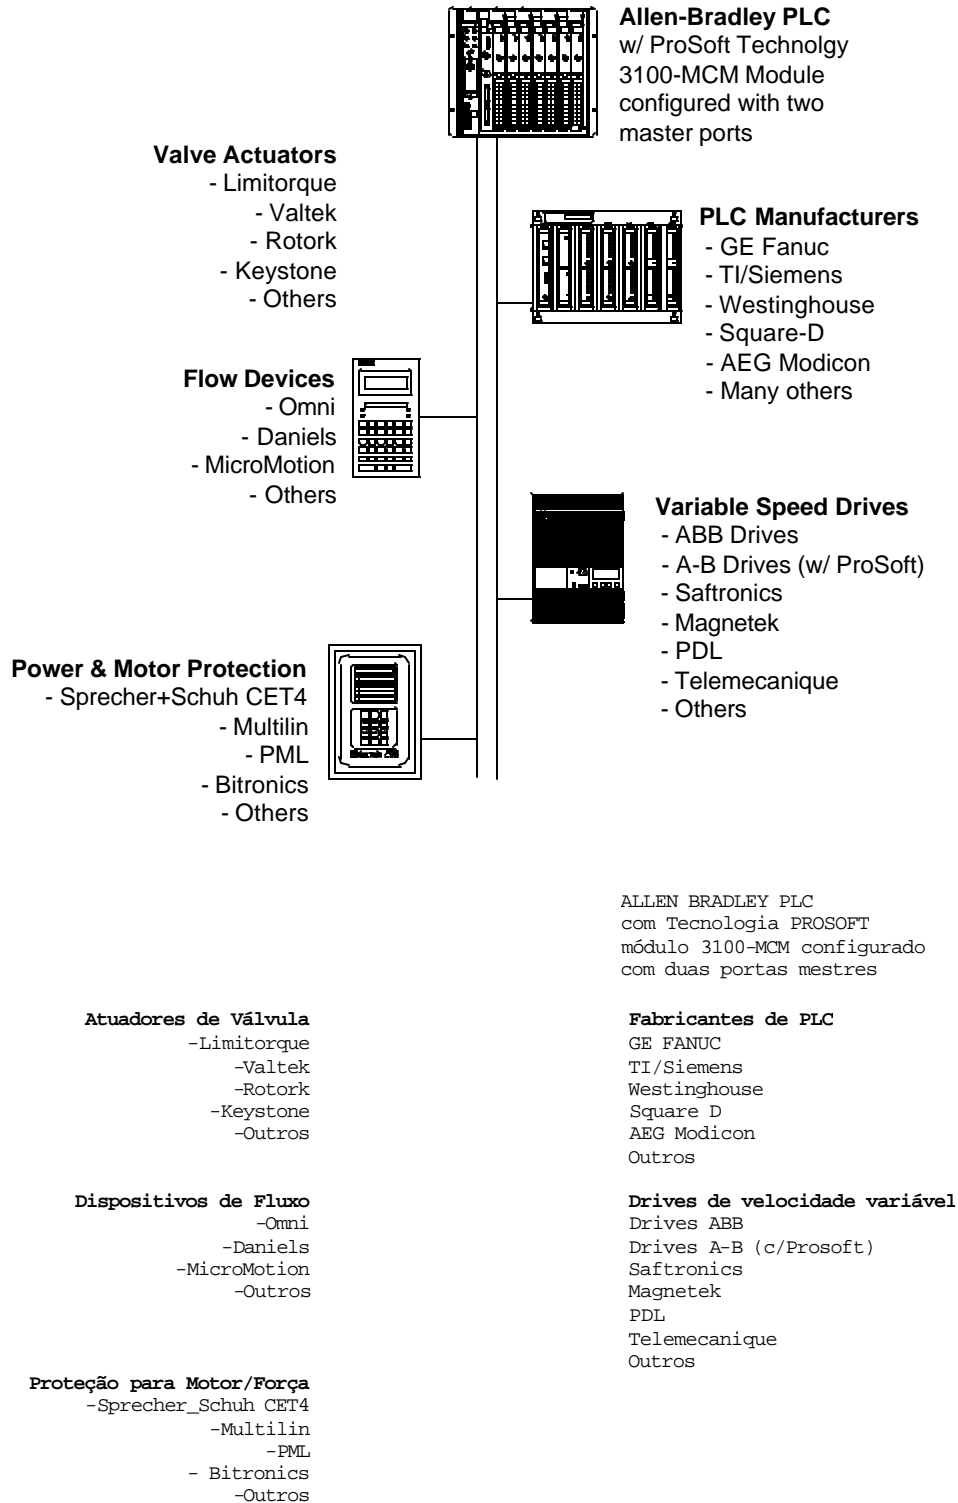 Allen-Bradley PLC
w/ ProSoft Technolgy
3100-MCM Module
configured with two
master ports
Valve Actuators
- Limitorque
- Valtek
- Rotork
- Keystone
- Others
PLC Manufacturers
- GE Fanuc
- TI/Siemens
- Westinghouse
- Square-D
- AEG Modicon
- Many others
Flow Devices
- Omni
- Daniels
- MicroMotion
- Others
Variable Speed Drives
- ABB Drives
- A-B Drives (w/ ProSoft)
- Saftronics
- Magnetek
- PDL
- Telemecanique
- Others
Power & Motor Protection
- Sprecher+Schuh CET4
- Multilin
- PML
- Bitronics
- Others
ALLEN BRADLEY PLC
com Tecnologia PROSOFT
módulo 3100-MCM configurado
com duas portas mestres
Atuadores de Válvula
-Limitorque
-Valtek
-Rotork
-Keystone
-Outros
Fabricantes de PLC
GE FANUC
TI/Siemens
Westinghouse
Square D
AEG Modicon
Outros
Dispositivos de Fluxo
-Omni
-Daniels
-MicroMotion
-Outros
Drives de velocidade variável
Drives ABB
Drives A-B (c/Prosoft)
Saftronics
Magnetek
PDL
Telemecanique
Outros
Proteção para Motor/Força
-Sprecher_Schuh CET4
-Multilin
-PML
- Bitronics
-Outros